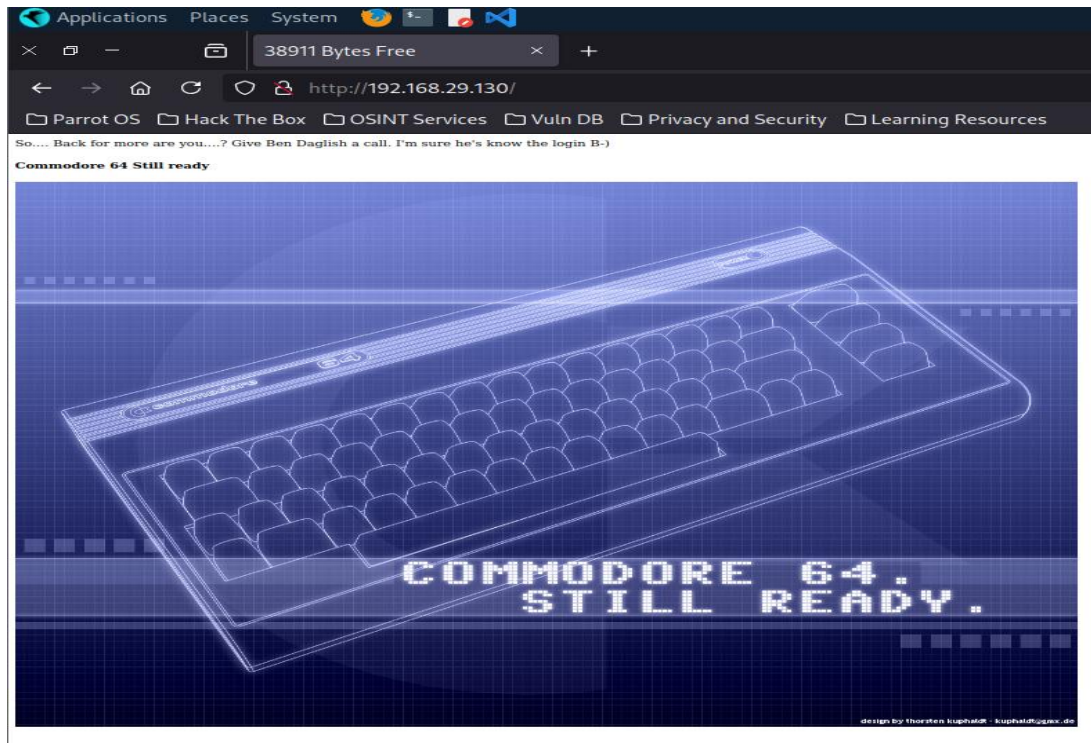 Applications Places System
38911 Bytes Free
http://192.168.29.130/
Parrot OS Hack The Box OSINT Services Vuln DB Privacy and Security Learning Resources
So.... Back for more are you....? Give Ben Daglish a call. I'm sure he's know the login B-)
Commodore 64 Still ready
commodore 64
COMMODORE 64.
STILL READY.
design by thorsten kuphaldt - kuphaldt@gmx.de